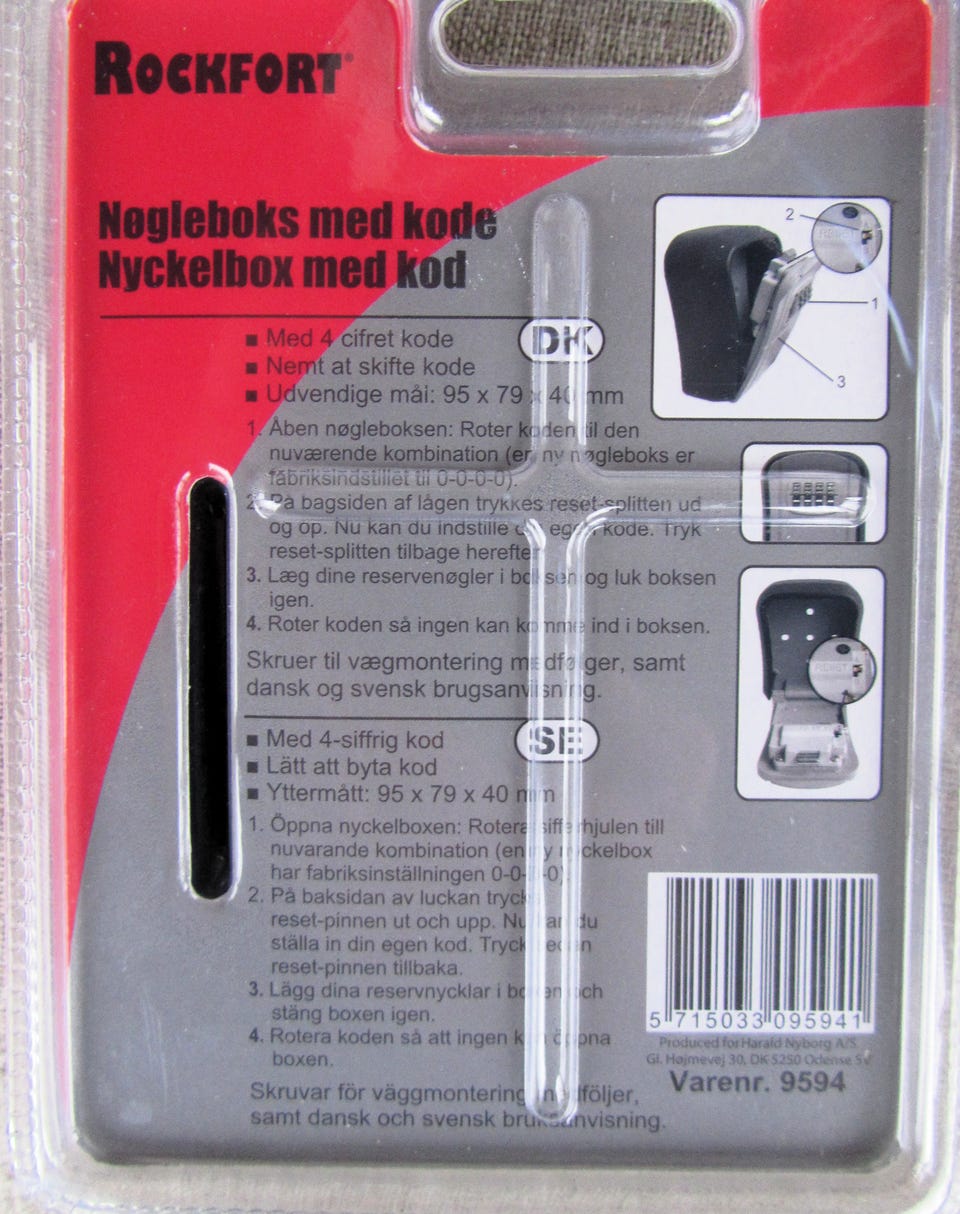 ROCKFORT®
Nøgleboks med kode
Nyckelbox med kod
DK
■ Med 4 cifret kode
■ Nemt at skifte kode
■ Udvendige mål: 95 x 79 x 40 mm
1. Åben nøgleboksen: Roter koden til den
nuværende kombination (en ny nøgleboks er
fabriksindstillet til 0-0-0-0).
2. På bagsiden af lågen trykkes reset-splitten ud
og op. Nu kan du indstille din egen kode. Tryk
reset-splitten tilbage herefter.
3. Læg dine reservenøgler i boksen og luk boksen
igen.
4. Roter koden så ingen kan komme ind i boksen.
Skruer til vægmontering medfølger, samt
dansk og svensk brugsanvisning.
SE
■ Med 4-siffrig kod
■ Lätt att byta kod
■ Yttermått: 95 x 79 x 40 mm
1. Öppna nyckelboxen: Rotera sifferhjulen till
nuvarande kombination (en ny nyckelbox
har fabriksinställningen 0-0-0-0).
2. På baksidan av luckan trycks
reset-pinnen ut och upp. Nu kan du
ställa in din egen kod. Tryck sedan
reset-pinnen tillbaka.
3. Lägg dina reservnycklar i boxen och
stäng boxen igen.
4. Rotera koden så att ingen kan öppna
boxen.
Skruvar för väggmontering medföljer,
samt dansk och svensk bruksanvisning.
2
RESET
1
3
RESET
5 715033 095941
Produced for Harald Nyborg A/S
Gl. Højmevej 30, DK-5250 Odense SV
Varenr. 9594